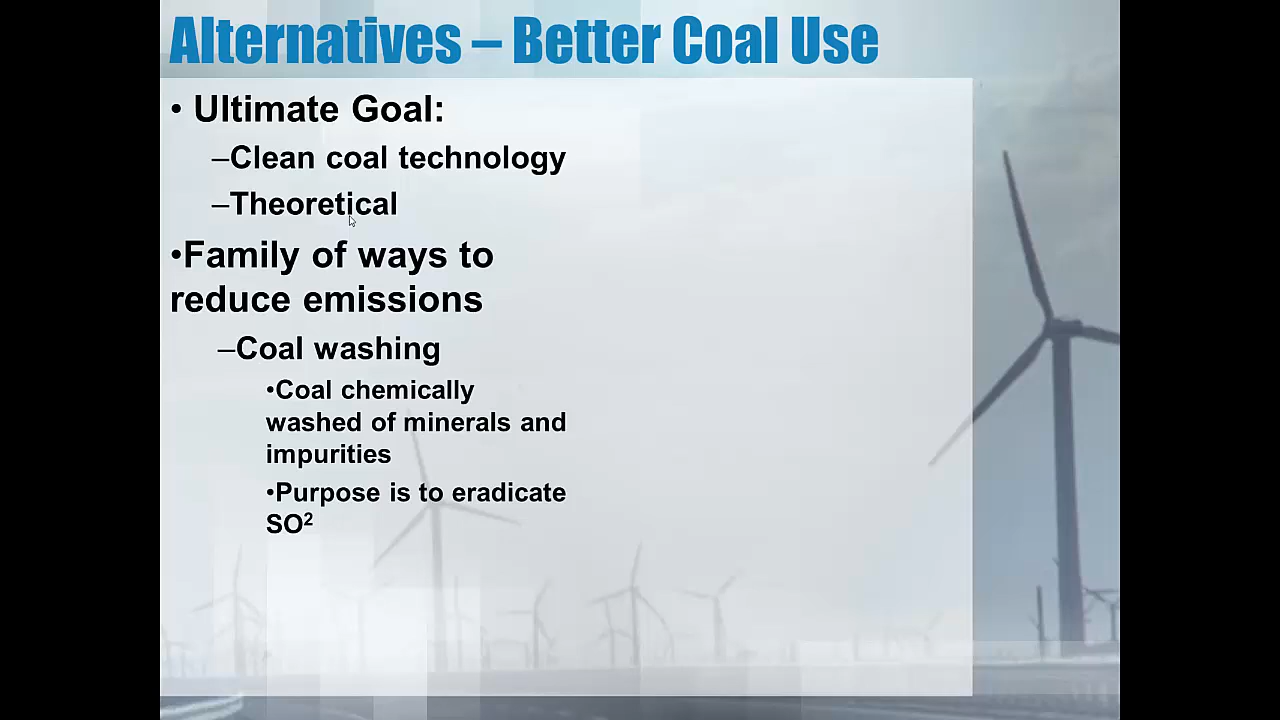 Alternatives – Better Coal Use
• Ultimate Goal:
–Clean coal technology
–Theoretical
•Family of ways to
reduce emissions
–Coal washing
•Coal chemically
washed of minerals and
impurities
•Purpose is to eradicate
SO²